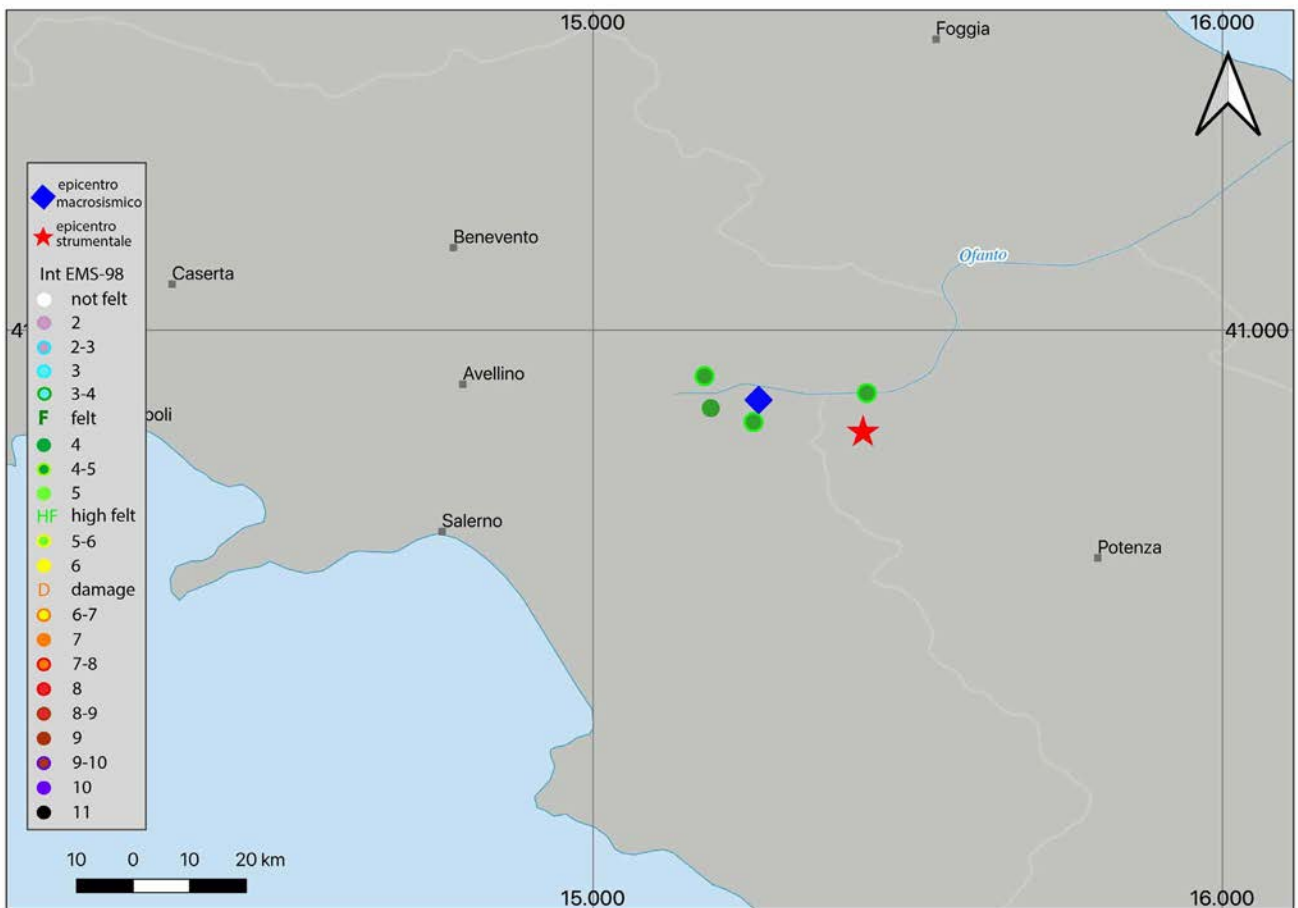 15.000
16.000
Foggia
epicentro
macrosismico
epicentro
strumentale
Benevento
Ofanto
Int EMS-98
Caserta
not felt
2
41.000
2-3
3
Avellino
3-4
F felt
oli
4
4-5
5
HF high felt
Salerno
5-6
Potenza
6
D damage
6-7
7
7-8
8
8-9
9
9-10
10
11
10 0 10 20 km
15.000
16.000